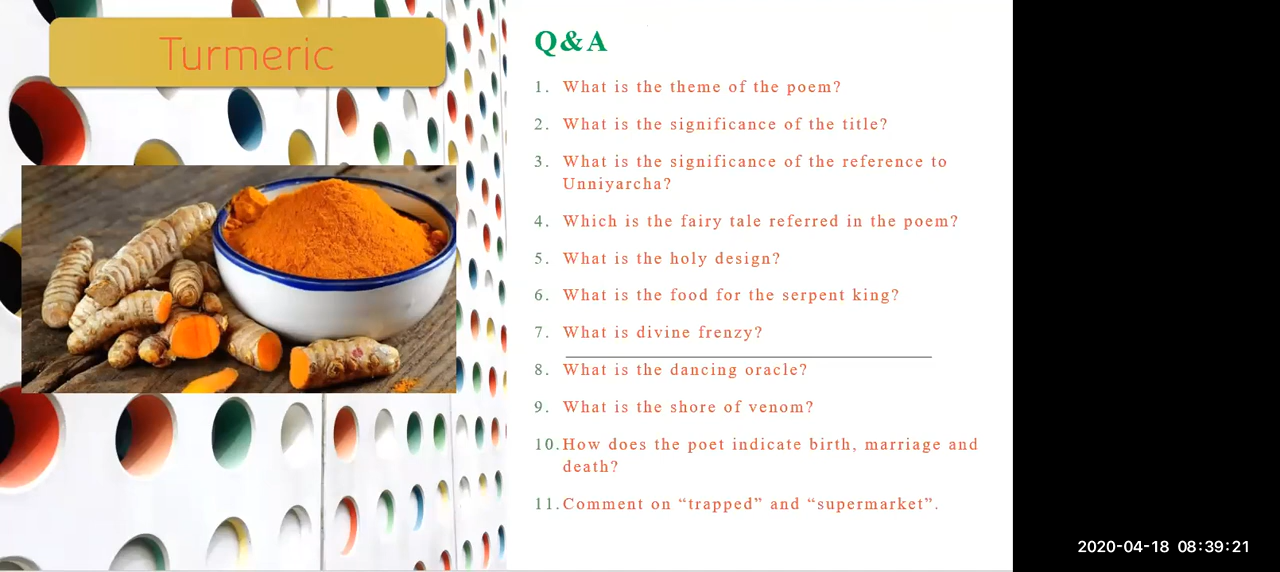 Turmeric
Q&A
1. What is the theme of the poem?
2. What is the significance of the title?
3. What is the significance of the reference to
Unniyarcha?
4. Which is the fairy tale referred in the poem?
5. What is the holy design?
6. What is the food for the serpent king?
7. What is divine frenzy?
8. What is the dancing oracle?
9. What is the shore of venom?
10. How does the poet indicate birth, marriage and
death?
11. Comment on “trapped” and “supermarket”.
2020-04-18 08:39:21